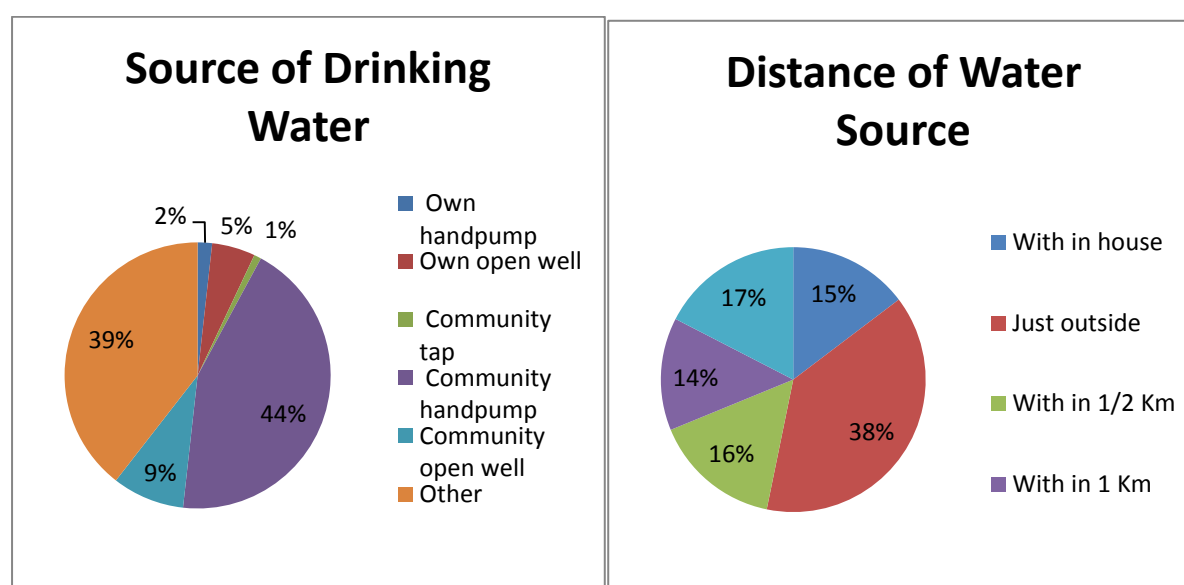 Source of Drinking
Water
2%
5%
1%
39%
44%
9%
Own
handpump
Own open well
Community
tap
Community
handpump
Community
open well
Other
Distance of Water
Source
17%
15%
14%
38%
16%
With in house
Just outside
With in 1/2 Km
With in 1 Km